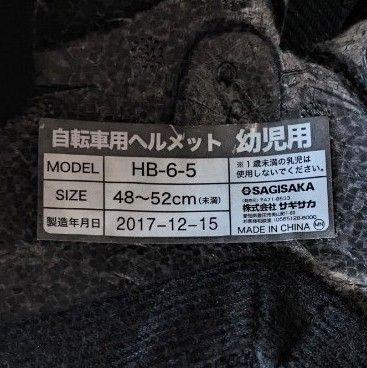 自転車用ヘルメット 幼児用
MODEL HB-6-5
※1歳未満の乳児は
使用しないでください。
SIZE 48～52cm(未満)
製造年月日 2017-12-15
SAGISAKA
株式会社 サギサカ
MADE IN CHINA